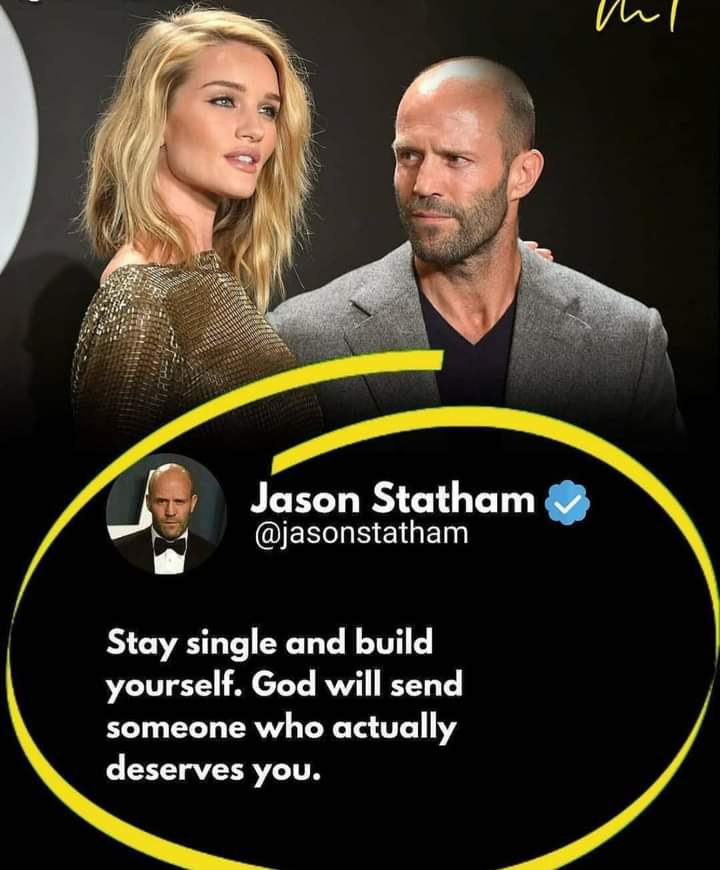 Jason Statham
@jasonstatham
Stay single and build
yourself. God will send
someone who actually
deserves you.